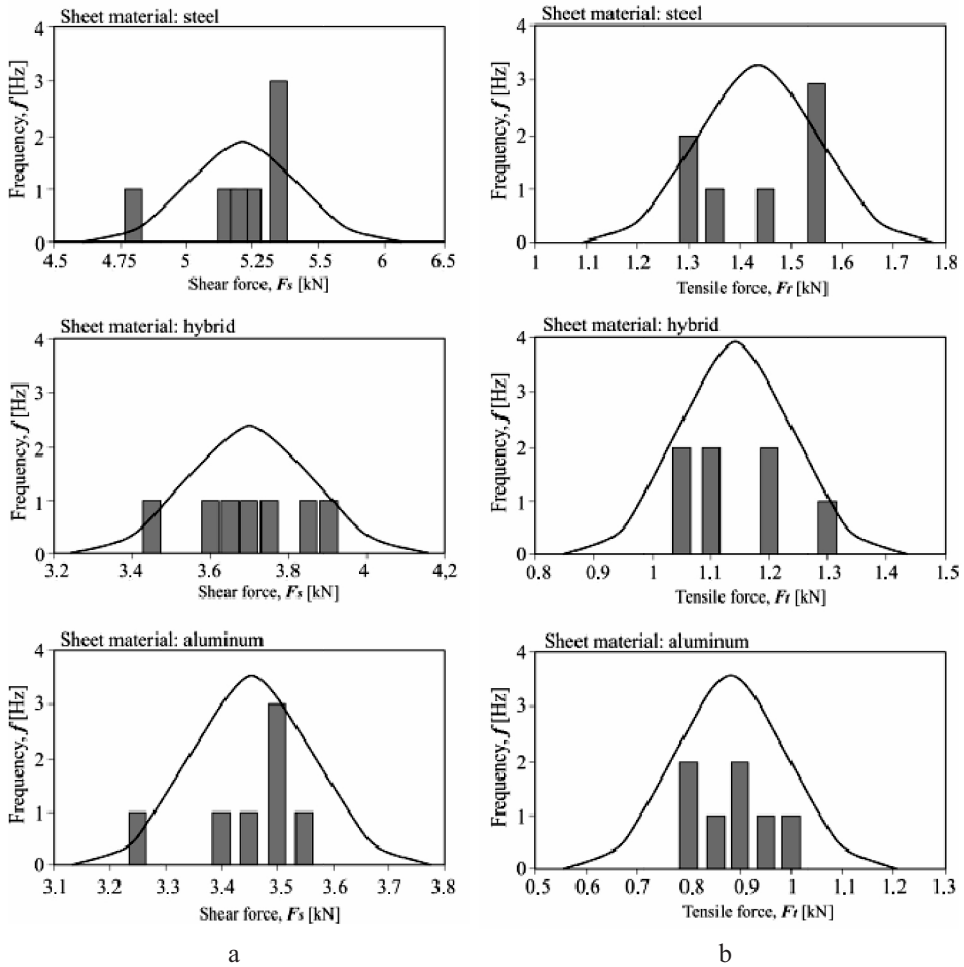 Sheet material: steel
Frequency, f [Hz]
4
3
2
1
0
4.5 4.75 5 5.25 5.5 6 6.5
Shear force, Fs [kN]
Sheet material: hybrid
Frequency, f [Hz]
4
3
2
1
0
3.2 3.4 3.6 3.8 4 4,2
Shear force, Fs [kN]
Sheet material: aluminum
Frequency, f [Hz]
4
3
2
1
0
3.1 3.2 3.3 3.4 3.5 3.6 3.7 3.8
Shear force, Fs [kN]
a
Sheet material: steel
Frequency, f [Hz]
4
3
2
1
0
1 1.1 1.2 1.3 1.4 1.5 1.6 1.7 1.8
Tensile force, Ft [kN]
Sheet material: hybrid
Frequency, f [Hz]
4
3
2
1
0
0.8 0.9 1 1.1 1.2 1.3 1.4 1.5
Tensile force, Ft [kN]
Sheet material: aluminum
Frequency, f [Hz]
4
2
1
0
0.5 0.6 0.7 0.8 0.9 1 1.1 1.2 1.3
Tensile force, Ft [kN]
b